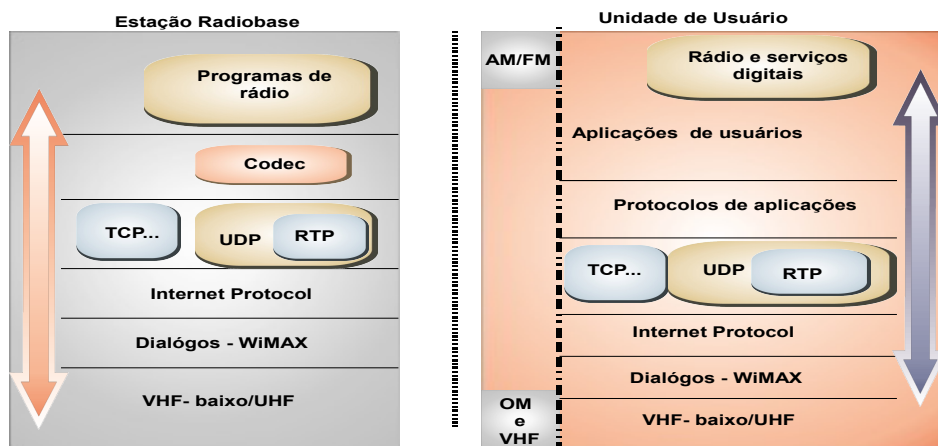 Estação Radiobase
Programas de
rádio
Codec
TCP...
UDP
RTP
Internet Protocol
Dialógos - WiMAX
VHF- baixo/UHF
Unidade de Usuário
AM/FM
Rádio e serviços
digitais
Aplicações de usuários
Protocolos de aplicações
TCP...
UDP
RTP
Internet Protocol
Dialógos - WiMAX
OM
e
VHF
VHF- baixo/UHF